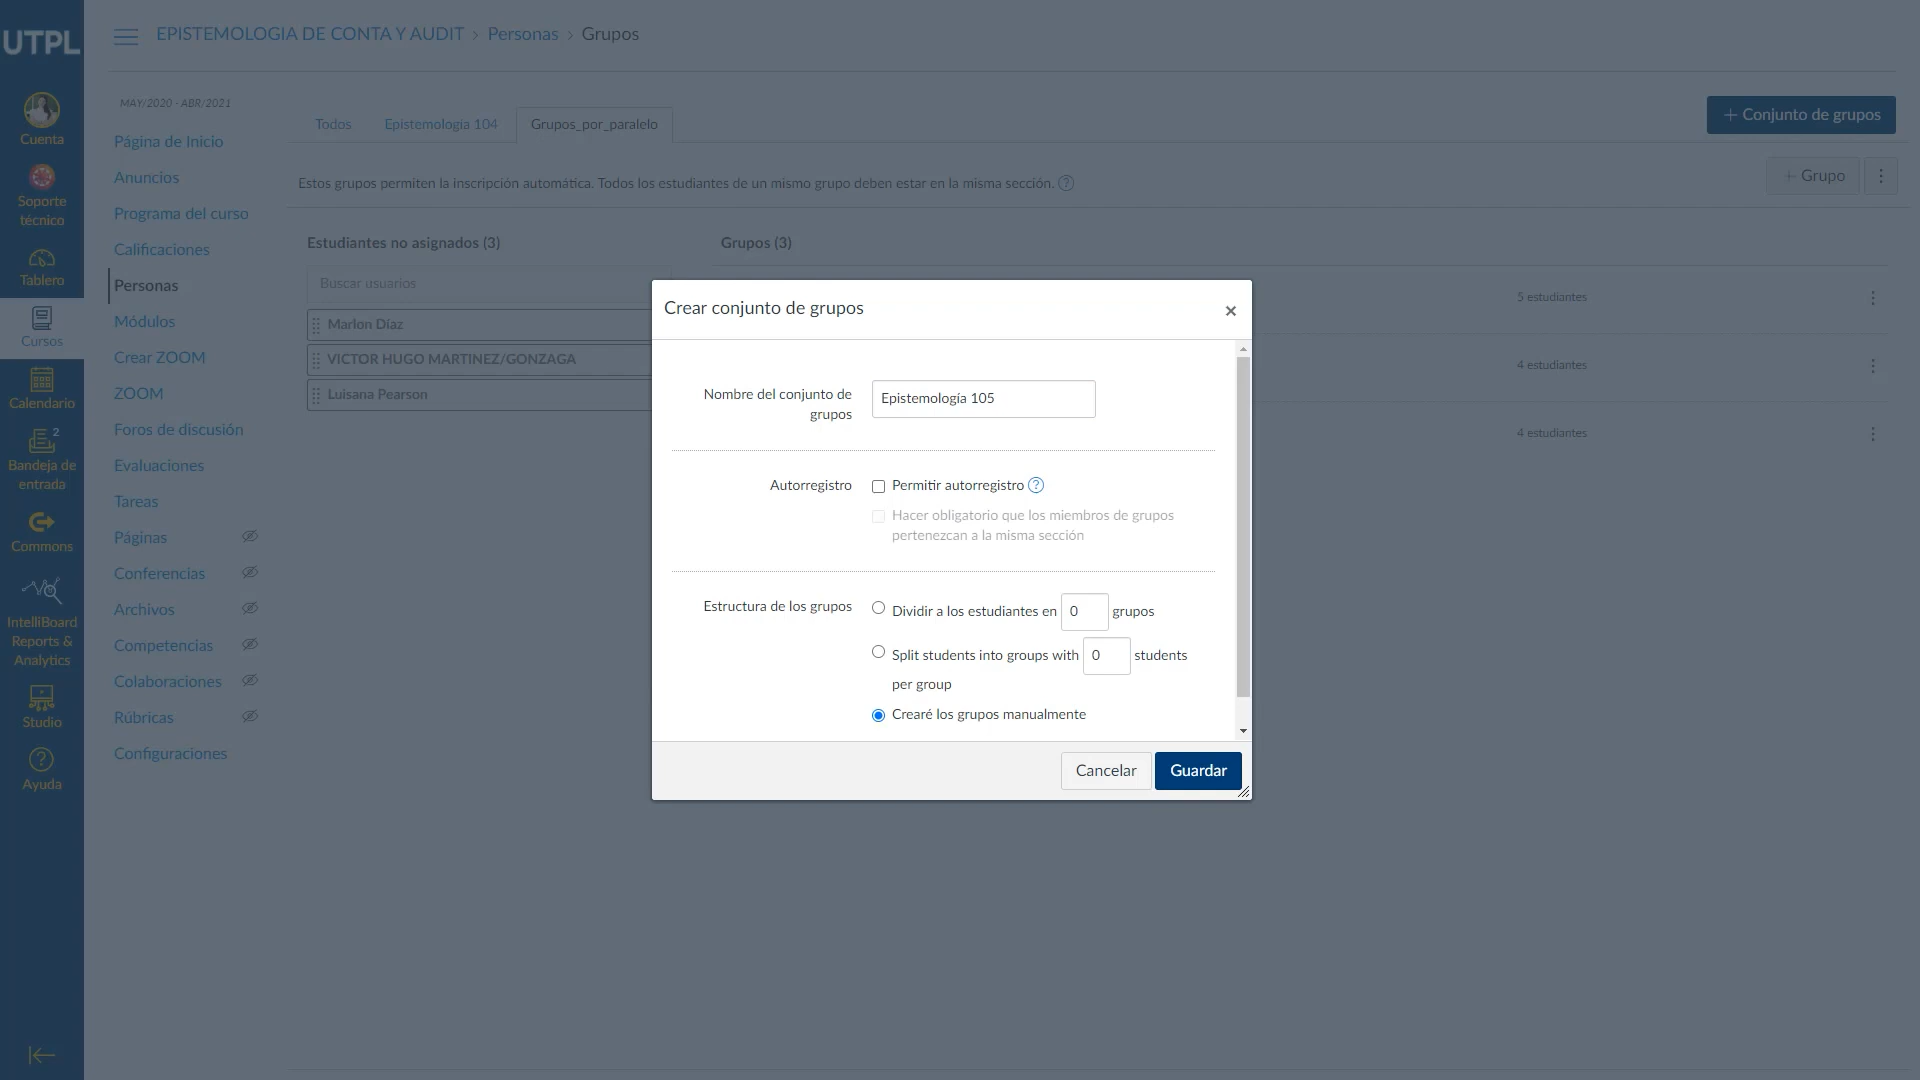 UTPL
EPISTEMOLOGIA DE CONTA Y AUDIT > Personas > Grupos
Cuenta
Soporte
técnico
Tablero
Cursos
Calendario
2
Bandeja de
entrada
Commons
IntelliBoard
Reports &
Analytics
Studio
Ayuda
MAY/2020 - ABR/2021
Página de Inicio
Anuncios
Programa del curso
Calificaciones
Personas
Módulos
Crear ZOOM
ZOOM
Foros de discusión
Evaluaciones
Tareas
Páginas
Conferencias
Archivos
Competencias
Colaboraciones
Rúbricas
Configuraciones
Todos
Epistemología 104
Grupos_por_paralelo
+ Conjunto de grupos
Estos grupos permiten la inscripción automática. Todos los estudiantes de un mismo grupo deben estar en la misma sección. ?
+ Grupo
Estudiantes no asignados (3)
Buscar usuarios
Marlon Díaz
VICTOR HUGO MARTINEZ/GONZAGA
Luisana Pearson
Grupos (3)
5 estudiantes
4 estudiantes
4 estudiantes
Crear conjunto de grupos
×
Nombre del conjunto de
grupos
Epistemología 105
Autorregistro
Permitir autorregistro ?
Hacer obligatorio que los miembros de grupos
pertenezcan a la misma sección
Estructura de los grupos
Dividir a los estudiantes en 0 grupos
Split students into groups with 0 students
per group
Crearé los grupos manualmente
Cancelar
Guardar